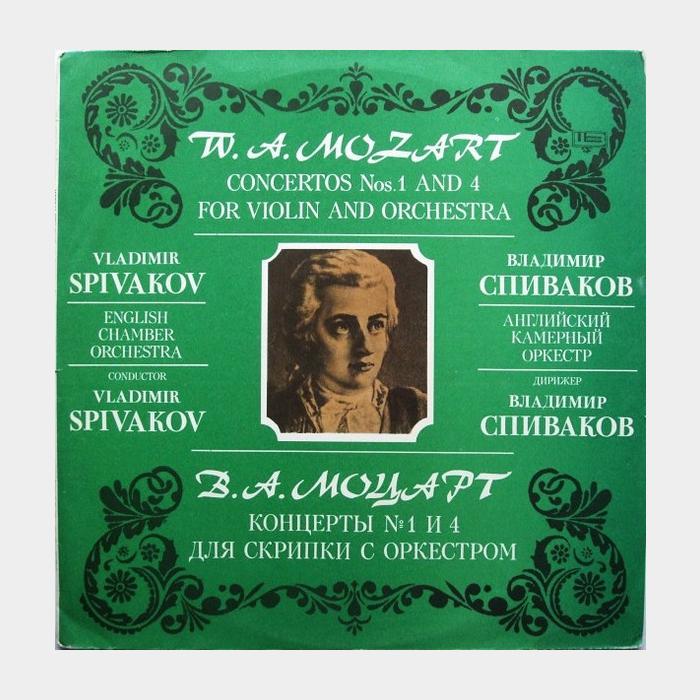 W. A. MOZART
CONCERTOS Nos. 1 AND 4
FOR VIOLIN AND ORCHESTRA
VLADIMIR
SPIVAKOV
ENGLISH
CHAMBER
ORCHESTRA
CONDUCTOR
VLADIMIR
SPIVAKOV
ВЛАДИМИР
СПИВАКОВ
АНГЛИЙСКИЙ
КАМЕРНЫЙ
ОРКЕСТР
ДИРИЖЕР
ВЛАДИМИР
СПИВАКОВ
В. А. МОЦАРТ
КОНЦЕРТЫ №1 И 4
ДЛЯ СКРИПКИ С ОРКЕСТРОМ